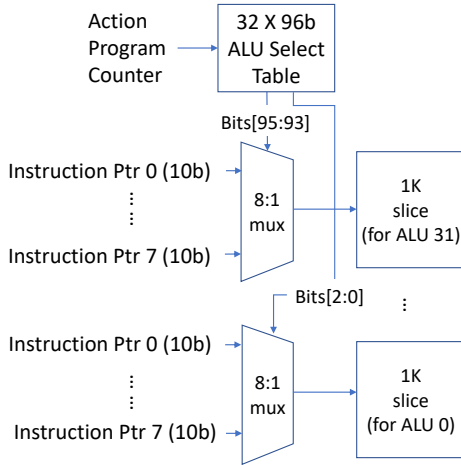 Action
Program
Counter
32 X 96b
ALU Select
Table
Bits[95:93]
Instruction Ptr 0 (10b)
⋮ ⋮
Instruction Ptr 7 (10b)
8:1
mux
1K
slice
(for ALU 31)
Bits[2:0]
...
Instruction Ptr 0 (10b)
⋮ ⋮
Instruction Ptr 7 (10b)
8:1
mux
1K
slice
(for ALU 0)